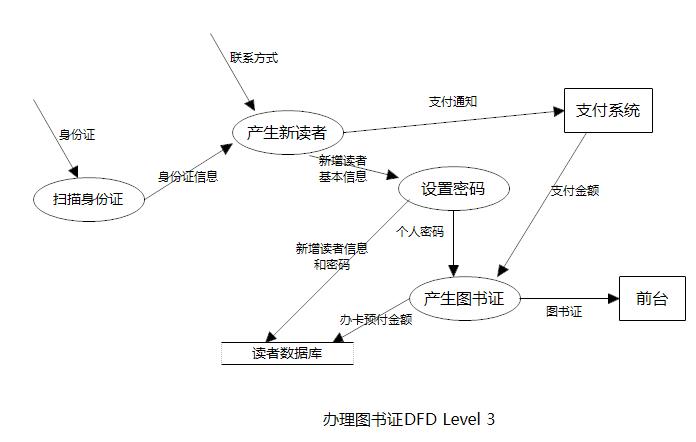 联系方式
支付通知
支付系统
身份证
产生新读者
新增读者
基本信息
身份证信息
扫描身份证
设置密码
支付金额
个人密码
新增读者信息
和密码
产生图书证
图书证
前台
办卡预付金额
读者数据库
办理图书证DFD Level 3